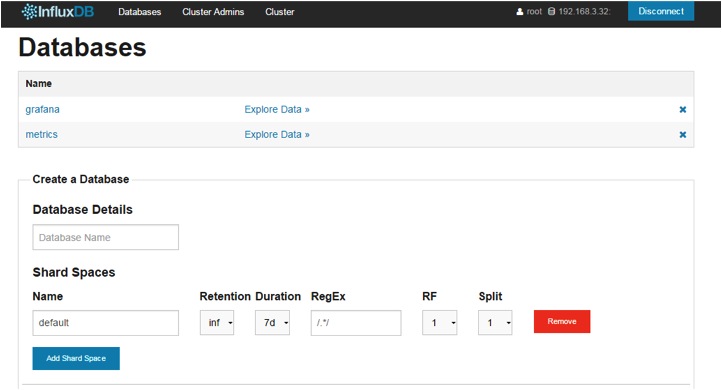 InfluxDB Databases Cluster Admins Cluster root 192.168.3.32: Disconnect
Databases
Name
grafana Explore Data » ✖
metrics Explore Data » ✖
Create a Database
Database Details
Database Name
Shard Spaces
Name Retention Duration RegEx RF Split
default inf 7d /.*/ 1 1 Remove
Add Shard Space